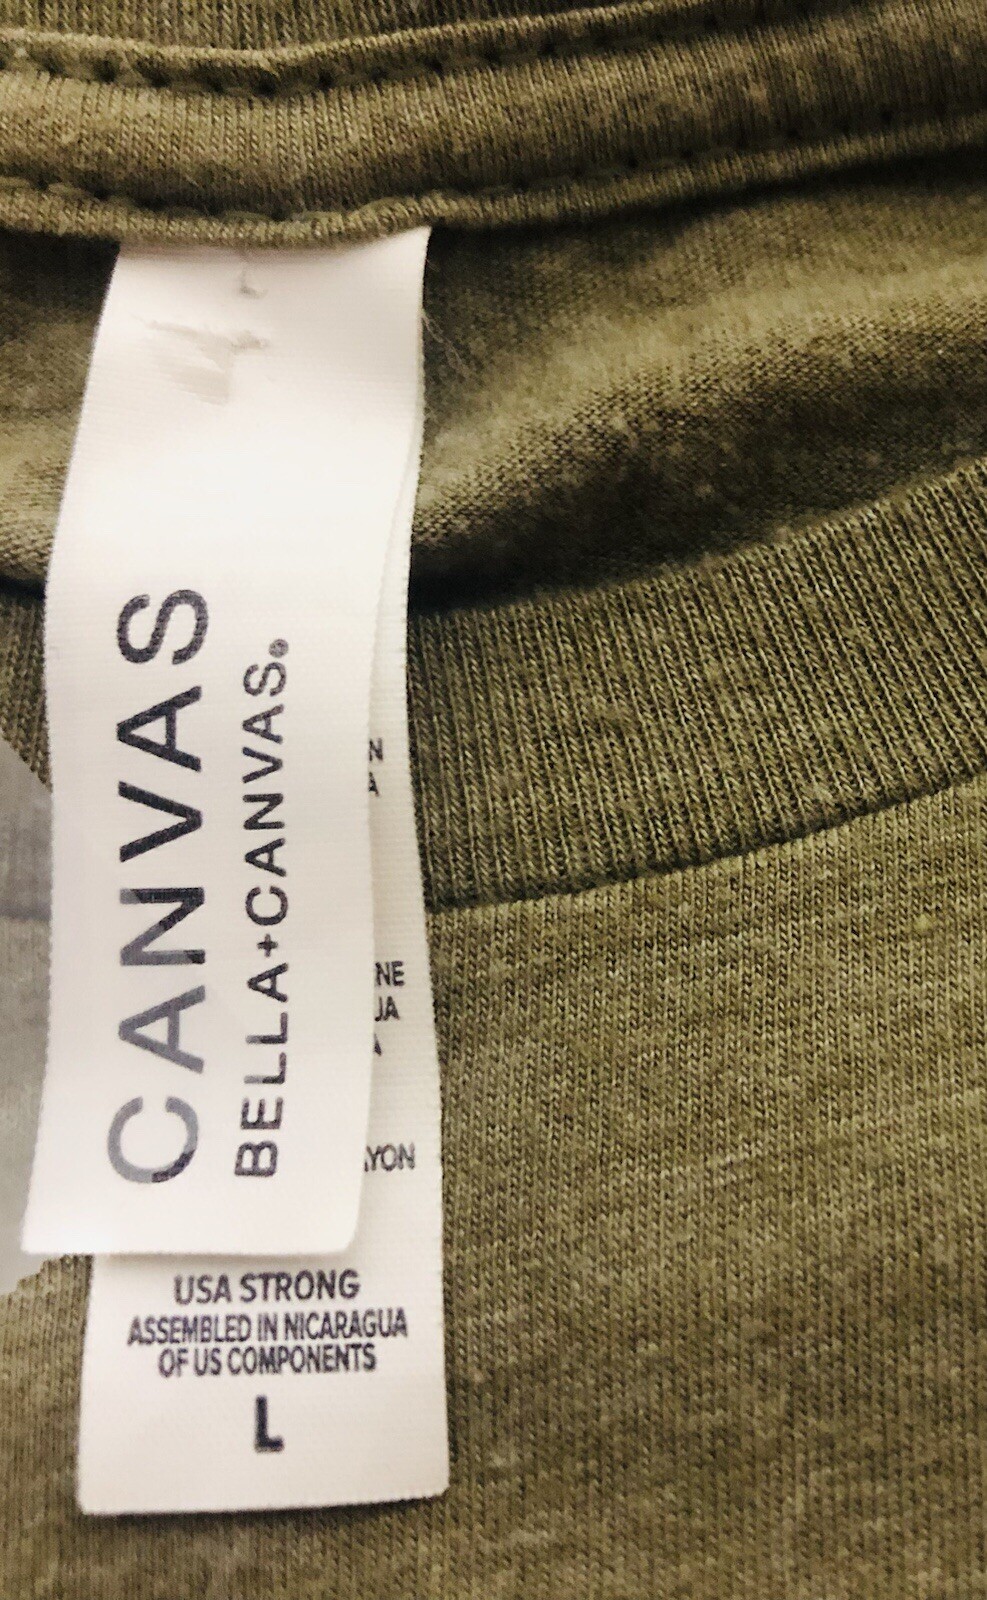 CANVAS
BELLA+CANVAS®
USA STRONG
ASSEMBLED IN NICARAGUA
OF US COMPONENTS
L